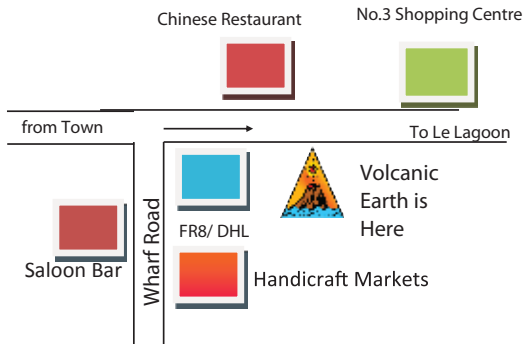 Chinese Restaurant
No.3 Shopping Centre
from Town
To Le Lagoon
Volcanic
Earth is
Here
FR8/ DHL
Wharf Road
Saloon Bar
Handicraft Markets